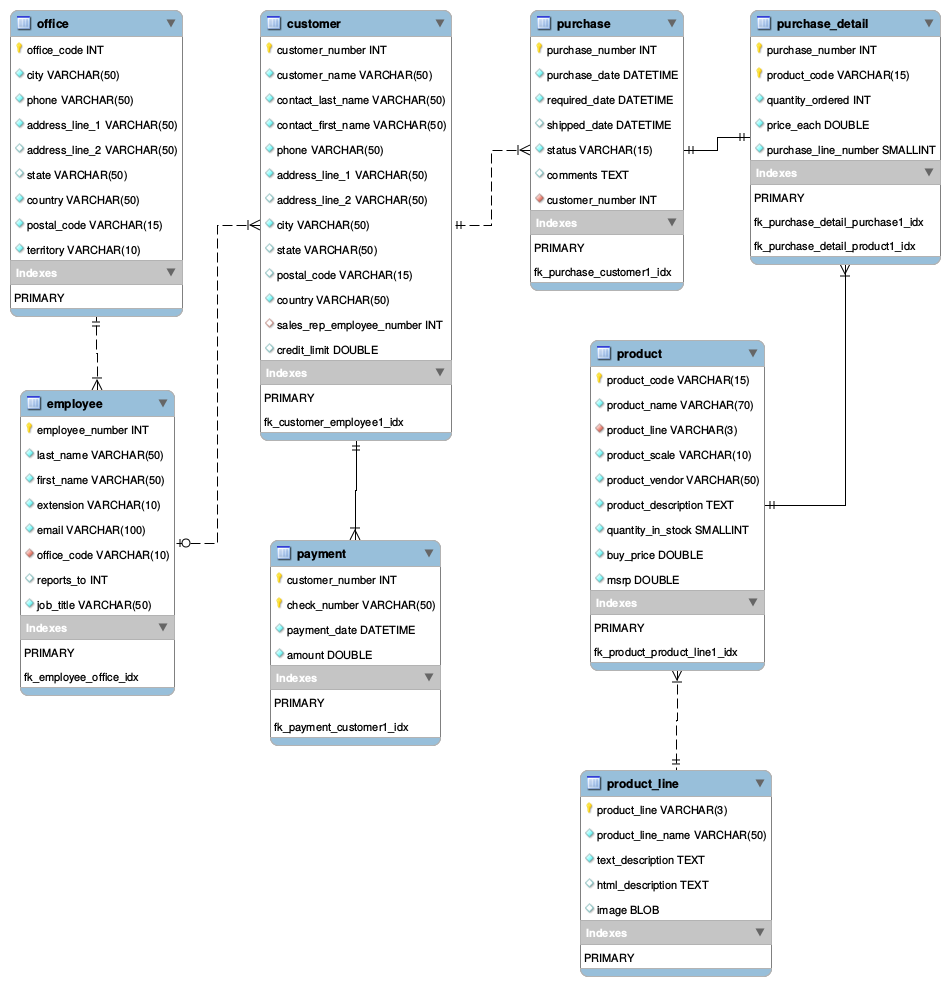 office
office_code INT
city VARCHAR(50)
phone VARCHAR(50)
address_line_1 VARCHAR(50)
address_line_2 VARCHAR(50)
state VARCHAR(50)
country VARCHAR(50)
postal_code VARCHAR(15)
territory VARCHAR(10)
Indexes
PRIMARY
employee
employee_number INT
last_name VARCHAR(50)
first_name VARCHAR(50)
extension VARCHAR(10)
email VARCHAR(100)
office_code VARCHAR(10)
reports_to INT
job_title VARCHAR(50)
Indexes
PRIMARY
fk_employee_office_idx
customer
customer_number INT
customer_name VARCHAR(50)
contact_last_name VARCHAR(50)
contact_first_name VARCHAR(50)
phone VARCHAR(50)
address_line_1 VARCHAR(50)
address_line_2 VARCHAR(50)
city VARCHAR(50)
state VARCHAR(50)
postal_code VARCHAR(15)
country VARCHAR(50)
sales_rep_employee_number INT
credit_limit DOUBLE
Indexes
PRIMARY
fk_customer_employee1_idx
payment
customer_number INT
check_number VARCHAR(50)
payment_date DATETIME
amount DOUBLE
Indexes
PRIMARY
fk_payment_customer1_idx
purchase
purchase_number INT
purchase_date DATETIME
required_date DATETIME
shipped_date DATETIME
status VARCHAR(15)
comments TEXT
customer_number INT
Indexes
PRIMARY
fk_purchase_customer1_idx
purchase_detail
purchase_number INT
product_code VARCHAR(15)
quantity_ordered INT
price_each DOUBLE
purchase_line_number SMALLINT
Indexes
PRIMARY
fk_purchase_detail_purchase1_idx
fk_purchase_detail_product1_idx
product
product_code VARCHAR(15)
product_name VARCHAR(70)
product_line VARCHAR(3)
product_scale VARCHAR(10)
product_vendor VARCHAR(50)
product_description TEXT
quantity_in_stock SMALLINT
buy_price DOUBLE
msrp DOUBLE
Indexes
PRIMARY
fk_product_product_line1_idx
product_line
product_line VARCHAR(3)
product_line_name VARCHAR(50)
text_description TEXT
html_description TEXT
image BLOB
Indexes
PRIMARY